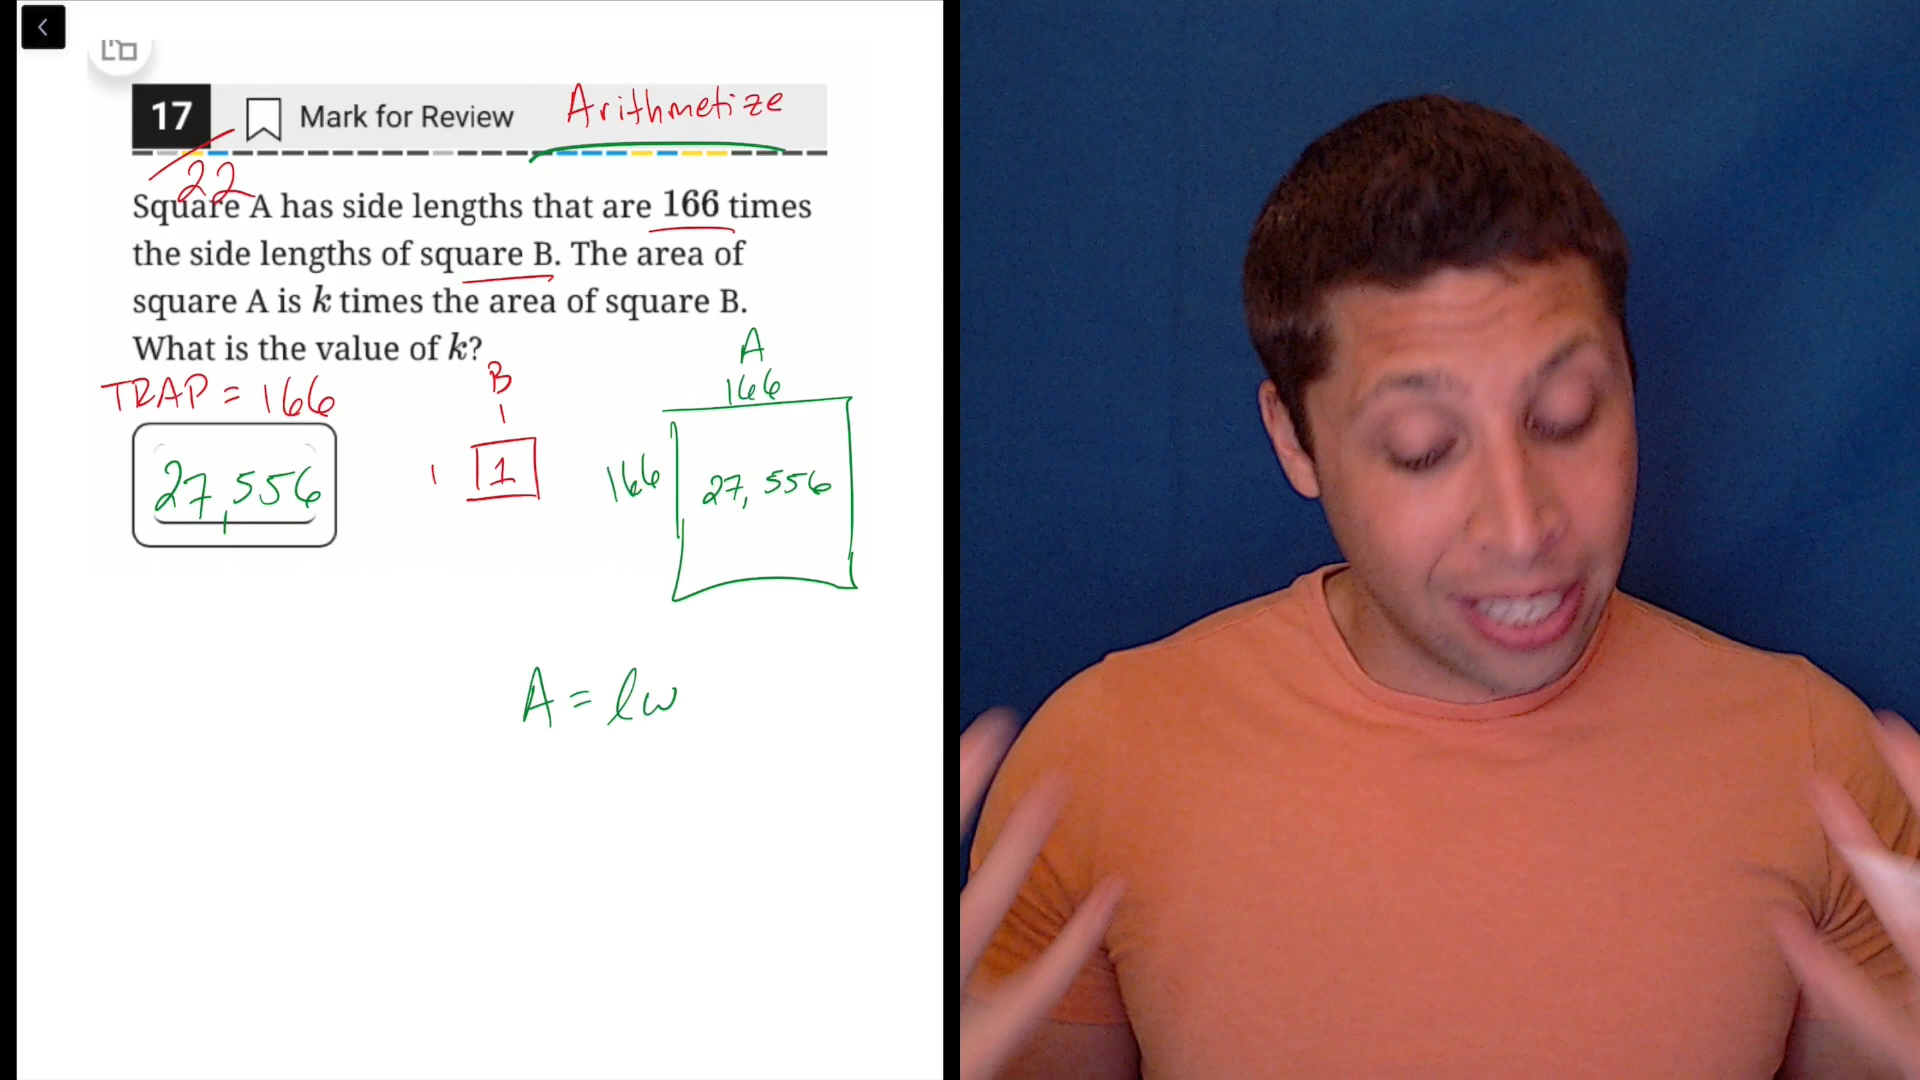 17 Mark for Review Arithmetize
22
Square A has side lengths that are 166 times
the side lengths of square B. The area of
square A is k times the area of square B.
What is the value of k?
TRAP = 166
27,556
B
1
1
1
A
166
166
27,556
A = lw